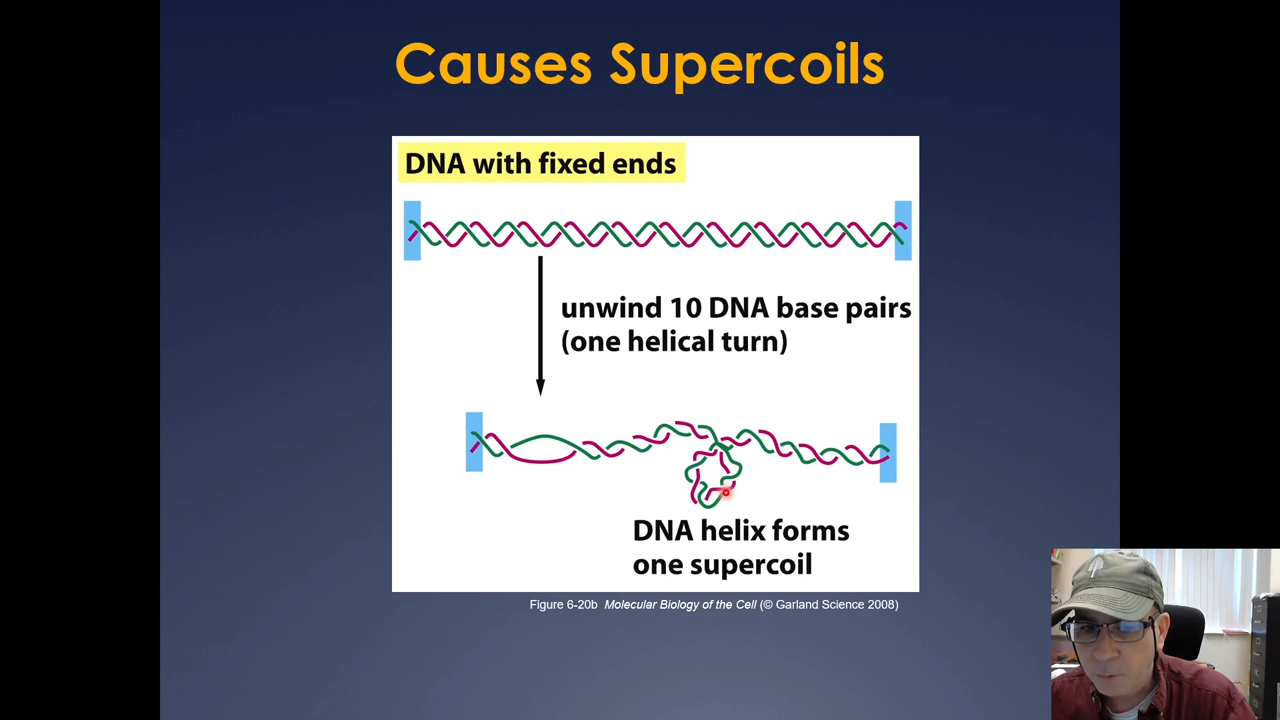 Causes Supercoils
DNA with fixed ends
unwind 10 DNA base pairs
(one helical turn)
DNA helix forms
one supercoil
Figure 6-20b Molecular Biology of the Cell (© Garland Science 2008)